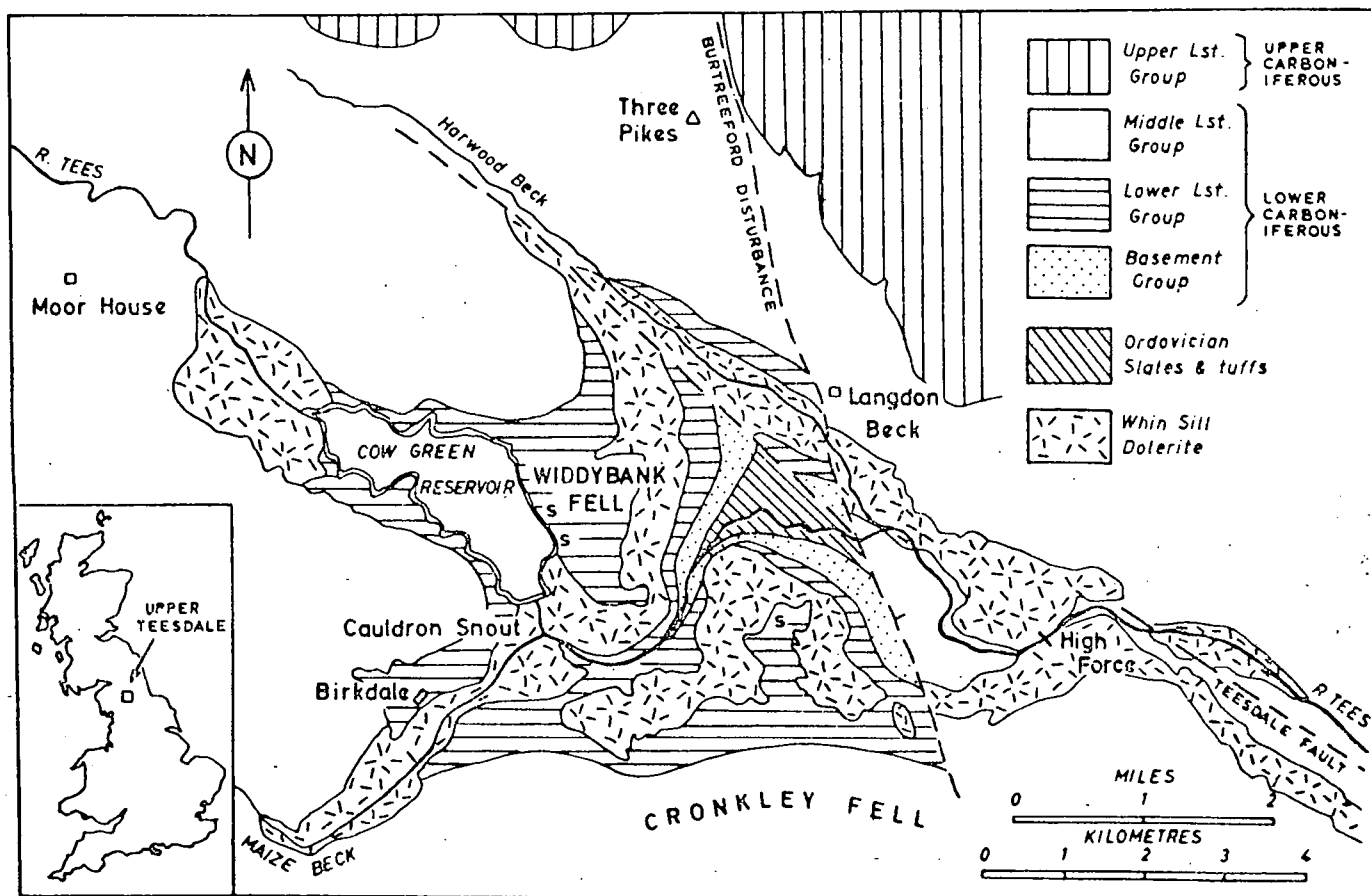 Upper Lst.
Group
UPPER
CARBON-
IFEROUS
Middle Lst.
Group
Lower Lst.
Group
LOWER
CARBON-
IFEROUS
Basement
Group
Ordovician
Slates & tuffs
Whin Sill
Dolerite
N
R. TEES
Harwood Beck
Three
Pikes
BURTREEFORD DISTURBANCE
Moor House
Langdon
Beck
COW GREEN
RESERVOIR
WIDDYBANK
FELL
S
S
S
UPPER
TEESDALE
Cauldron Snout
Birkdale
High
Force
R. TEES
TEESDALE FAULT
MAIZE BECK
CRONKLEY FELL
MILES
0 1 2
KILOMETRES
0 1 2 3 4